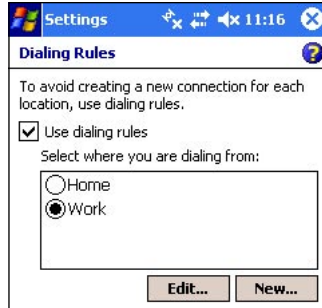 Settings 11:16
Dialing Rules
To avoid creating a new connection for each
location, use dialing rules.
Use dialing rules
Select where you are dialing from:
Home
Work
Edit... New...